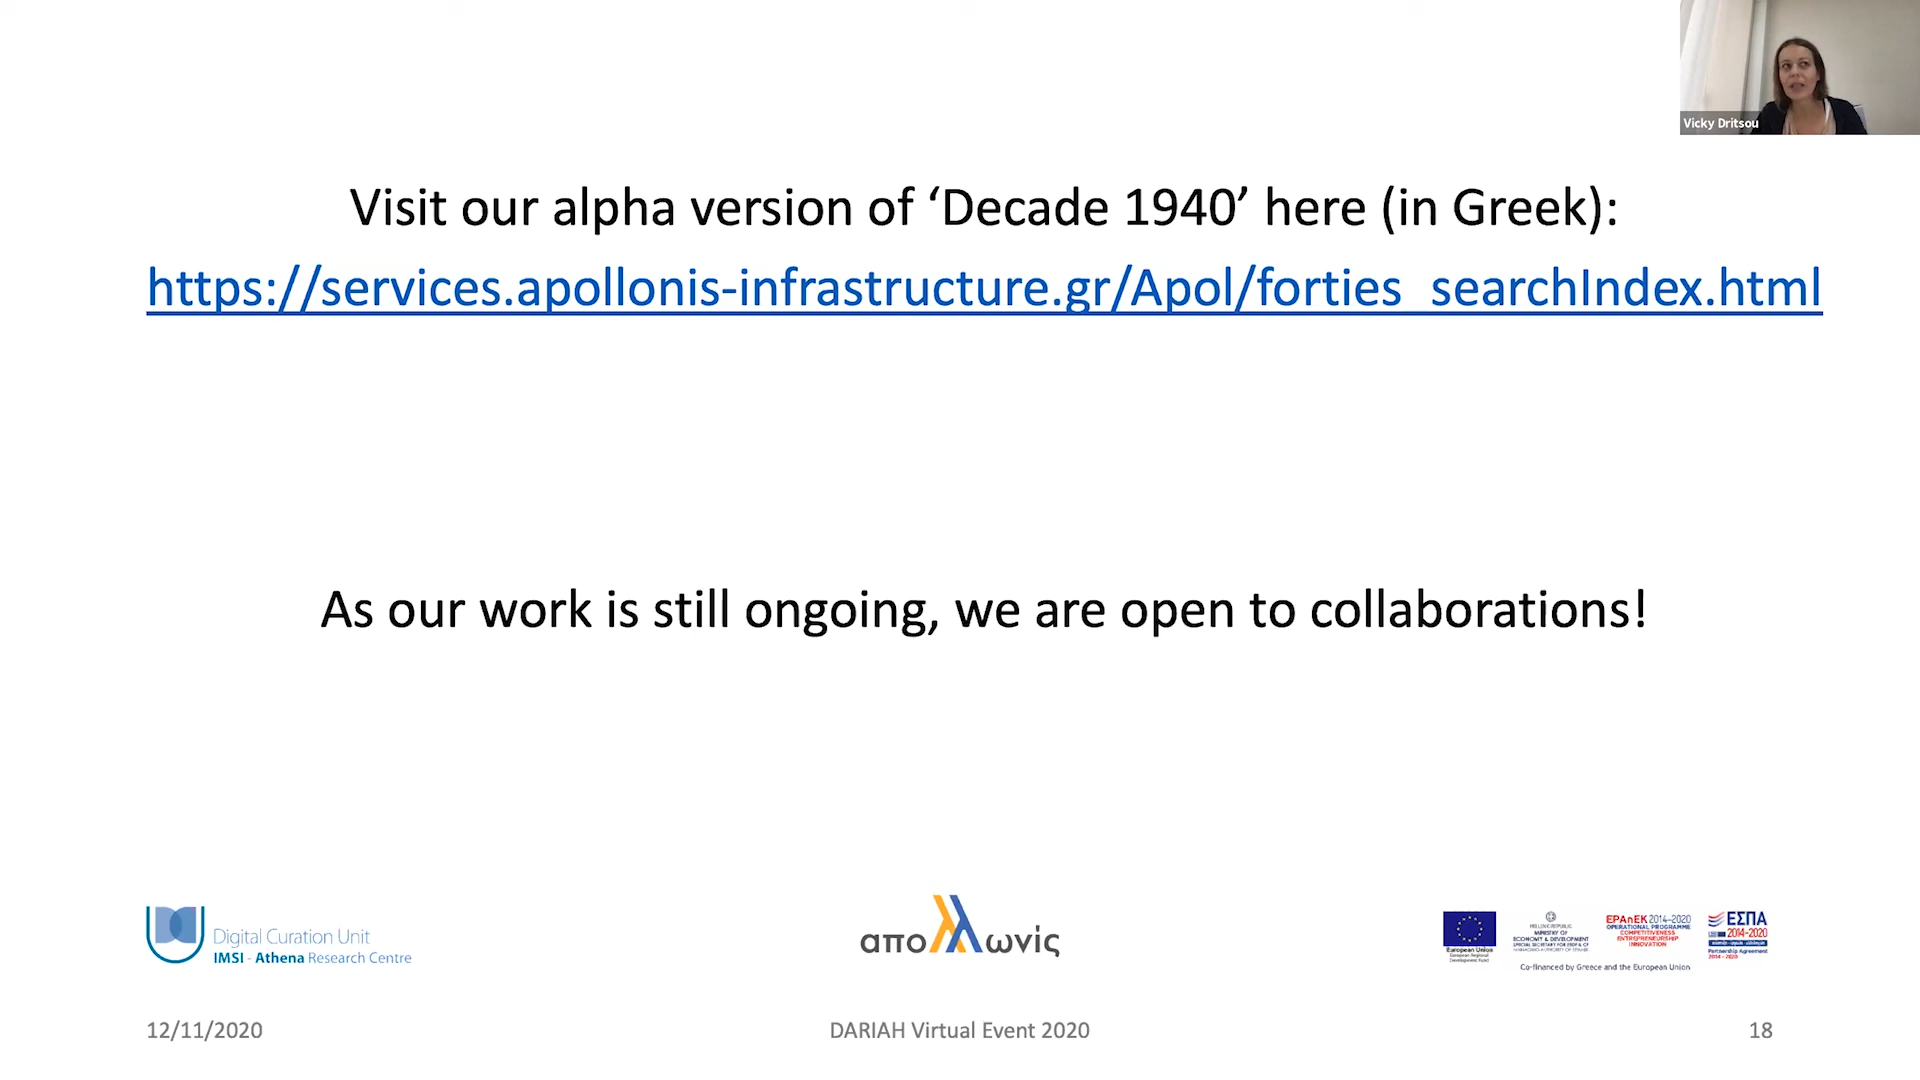 Vicky Dritsou
Visit our alpha version of ‘Decade 1940’ here (in Greek):
https://services.apollonis-infrastructure.gr/Apol/forties_searchIndex.html
As our work is still ongoing, we are open to collaborations!
Digital Curation Unit
IMSI - Athena Research Centre
απολλωνίς
European Union
European Regional
Development Fund
HELLENIC REPUBLIC
MINISTRY OF
ECONOMY & DEVELOPMENT
SPECIAL SECRETARY FOR ERDF & CF
MANAGING AUTHORITY OF EPAnEK
EPAnEK 2014-2020
OPERATIONAL PROGRAMME
COMPETITIVENESS
ENTREPRENEURSHIP
INNOVATION
ΕΣΠΑ
2014-2020
Partnership Agreement
2014 - 2020
Co-financed by Greece and the European Union
12/11/2020
DARIAH Virtual Event 2020
18